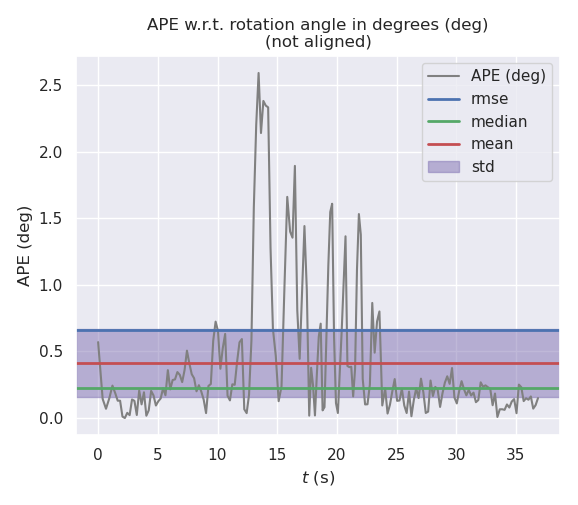 APE w.r.t. rotation angle in degrees (deg)
(not aligned)
APE (deg)
rmse
median
mean
std
APE (deg)
2.5
2.0
1.5
1.0
0.5
0.0
0 5 10 15 20 25 30 35
t (s)